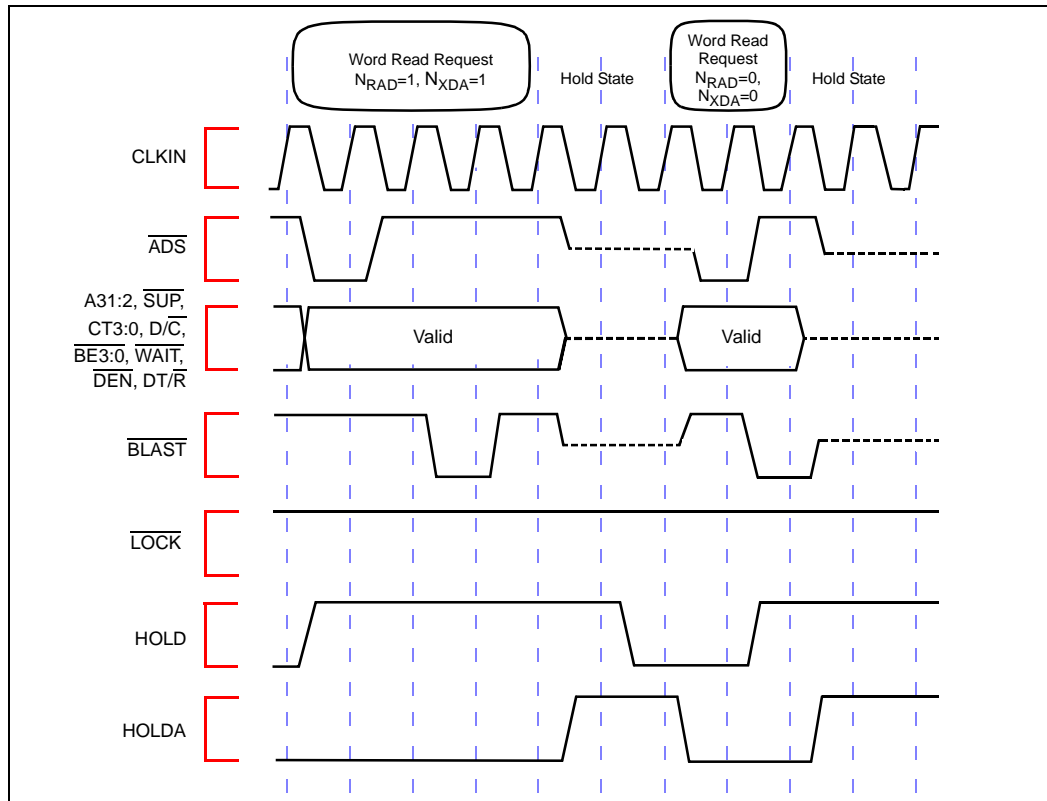 Word Read Request
NRAD=1, NXDA=1
Hold State
Word Read
Request
NRAD=0,
NXDA=0
Hold State
CLKIN
ADS
A31:2, SUP,
CT3:0, D/C,
BE3:0, WAIT,
DEN, DT/R
Valid
Valid
BLAST
LOCK
HOLD
HOLDA